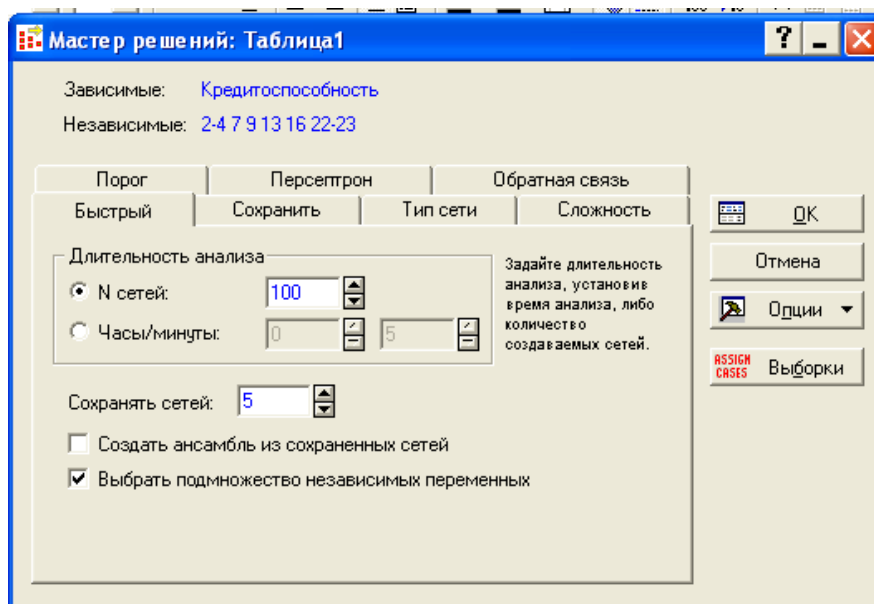 Мастер решений: Таблица1
Зависимые: Кредитоспособность
Независимые: 2-4 7 9 13 16 22-23
Порог Персептрон Обратная связь
Быстрый Сохранить Тип сети Сложность
Длительность анализа
N сетей: 100
Часы/минуты: 0 5
Задайте длительность
анализа, установив
время анализа, либо
количество
создаваемых сетей.
Сохранять сетей: 5
Создать ансамбль из сохраненных сетей
Выбрать подмножество независимых переменных
OK
Отмена
Опции
ASSIGN
CASES Выборки